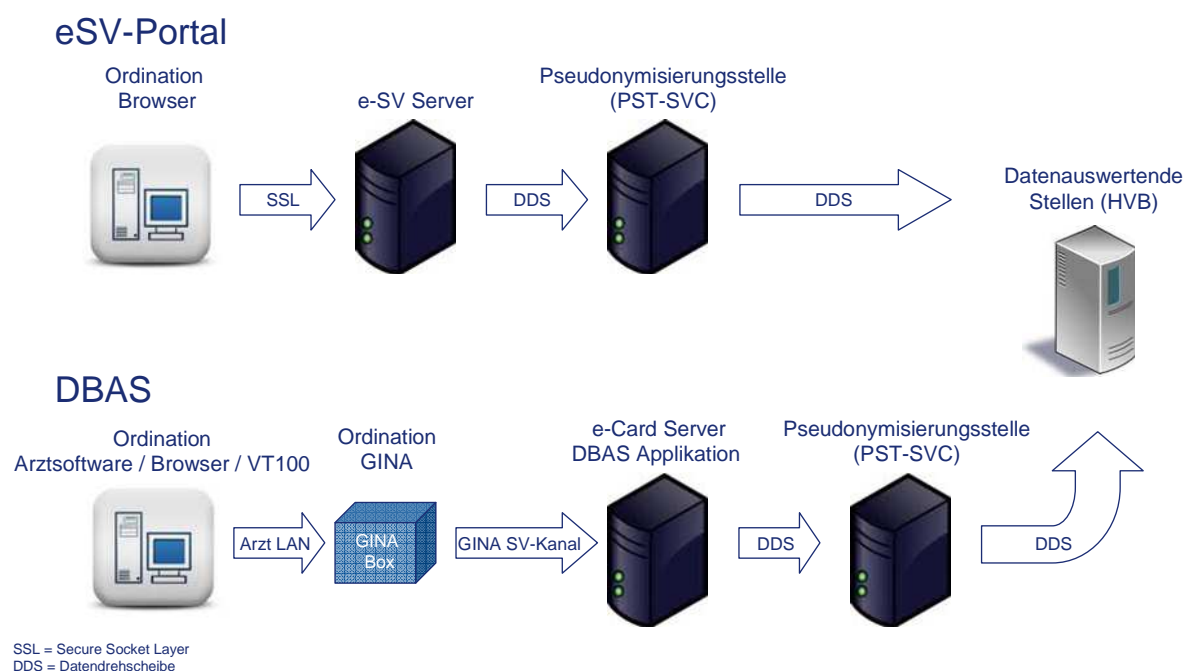 eSV-Portal
Ordination
Browser
e-SV Server
Pseudonymisierungsstelle
(PST-SVC)
SSL
DDS
DDS
Datenauswertende
Stellen (HVB)
DBAS
Ordination
Arztsoftware / Browser / VT100
Ordination
GINA
e-Card Server
DBAS Applikation
Pseudonymisierungsstelle
(PST-SVC)
Arzt LAN
GINA
Box
GINA SV-Kanal
DDS
DDS
SSL = Secure Socket Layer
DDS = Datendrehscheibe